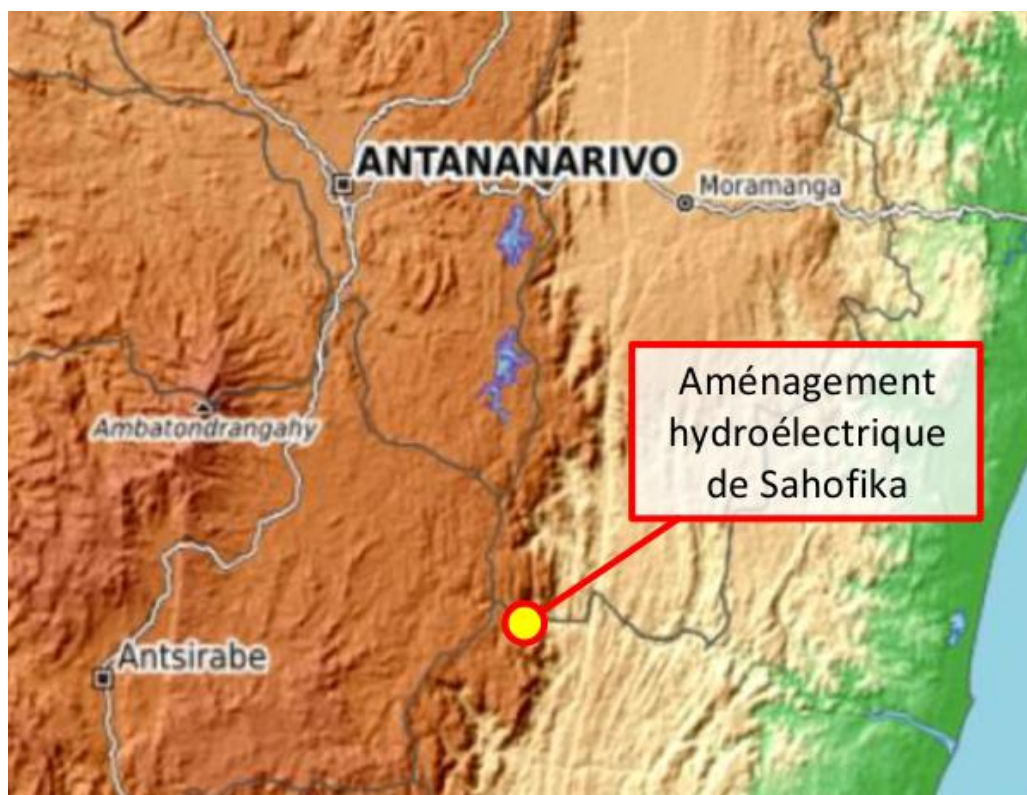 ANTANANARIVO
Moramanga
Aménagement
hydroélectrique
de Sahofika
Ambatondrangahy
Antsirabe